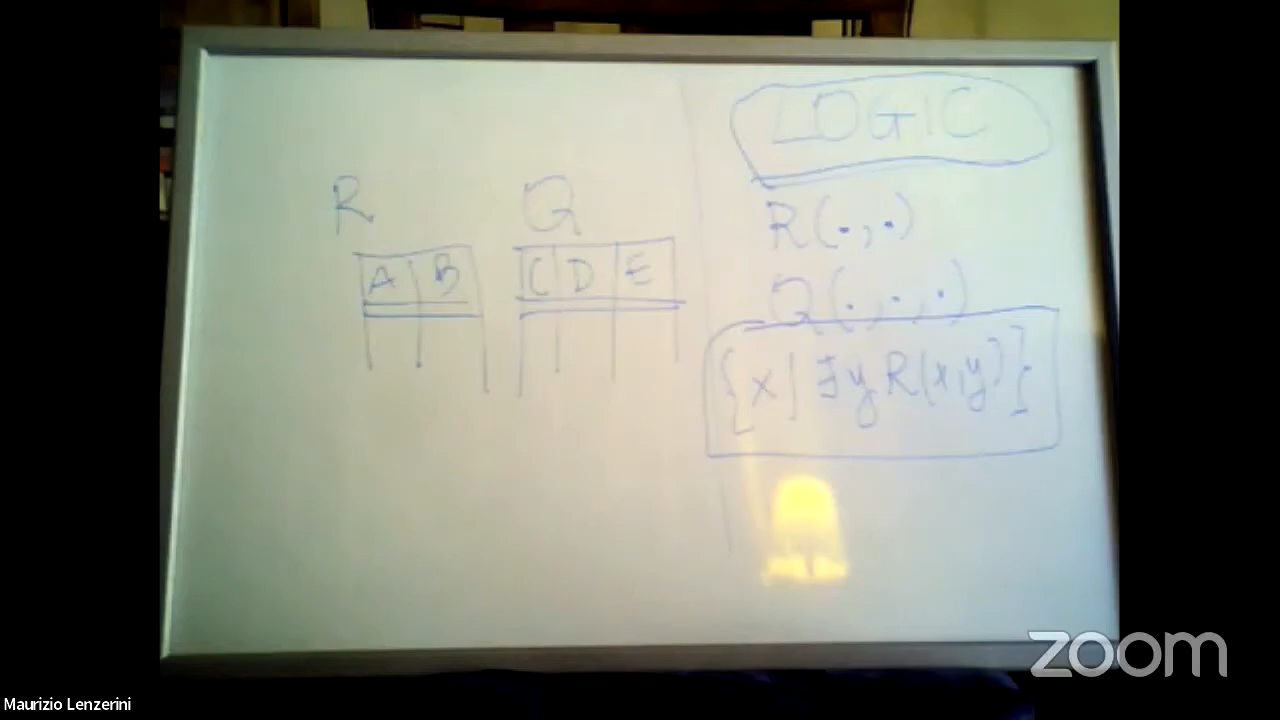 LOGIC
R Q
R(·,·)
A B C D E
Q(·,·,·)
{x | ∃y R(x,y)}
zoom
Maurizio Lenzerini